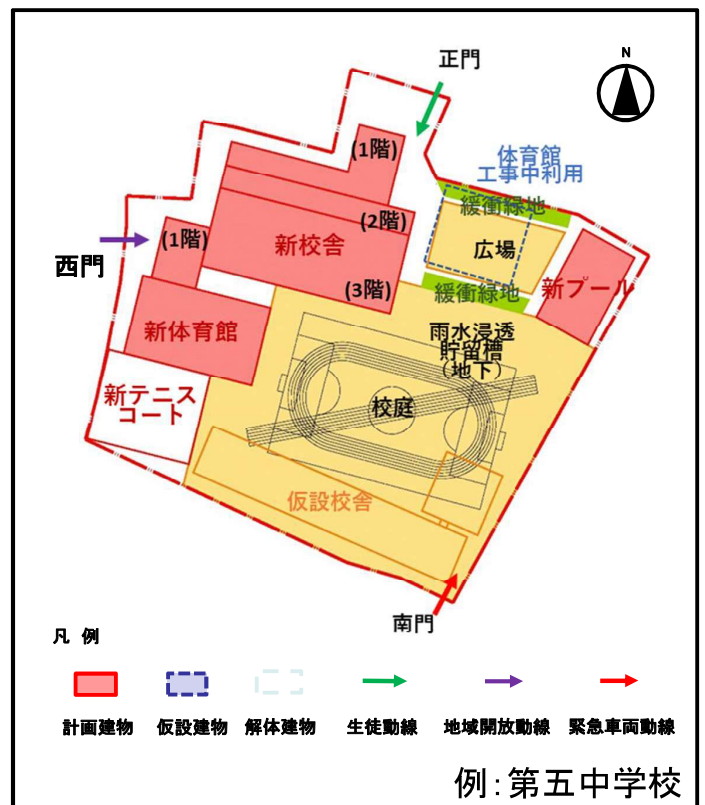 正門
N
体育館
工事中利用
(1階)
緩衝緑地
(2階)
広場
(1階)
新校舎
西門
(3階)
緩衝緑地
新プール
新体育館
雨水浸透
貯留槽
(地下)
新テニス
コート
校庭
仮設校舎
南門
凡 例
計画建物 仮設建物 解体建物 生徒動線 地域開放動線 緊急車両動線
例:第五中学校